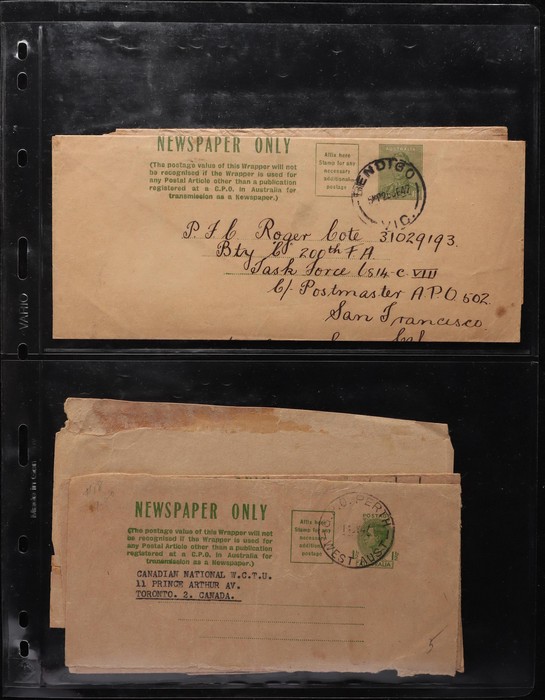 NEWSPAPER ONLY
(The postage value of this Wrapper will not
be recognised if the Wrapper is used for
any Postal Article other than a publication
registered at a G.P.O. in Australia for
transmission as a Newspaper.)
Affix here
Stamp for any
necessary
additional
postage
BENDIGO
VIC.
P.F.C Roger Cote 31029193.
Bty C. 200th F.A.
Task Force 6814-C.VIII
C/- Postmaster A.P.O. 502.
San Francisco
VARIO
NEWSPAPER ONLY
(The postage value of this Wrapper will not
be recognised if the Wrapper is used for
any Postal Article other than a publication
registered at a G.P.O. in Australia for
transmission as a Newspaper.)
Affix here
Stamp for any
necessary
additional
postage
PERTH
WEST AUST
CANADIAN NATIONAL W.C.T.U.
11 PRINCE ARTHUR AV.
TORONTO. 2. CANADA.
5
Made in Germany